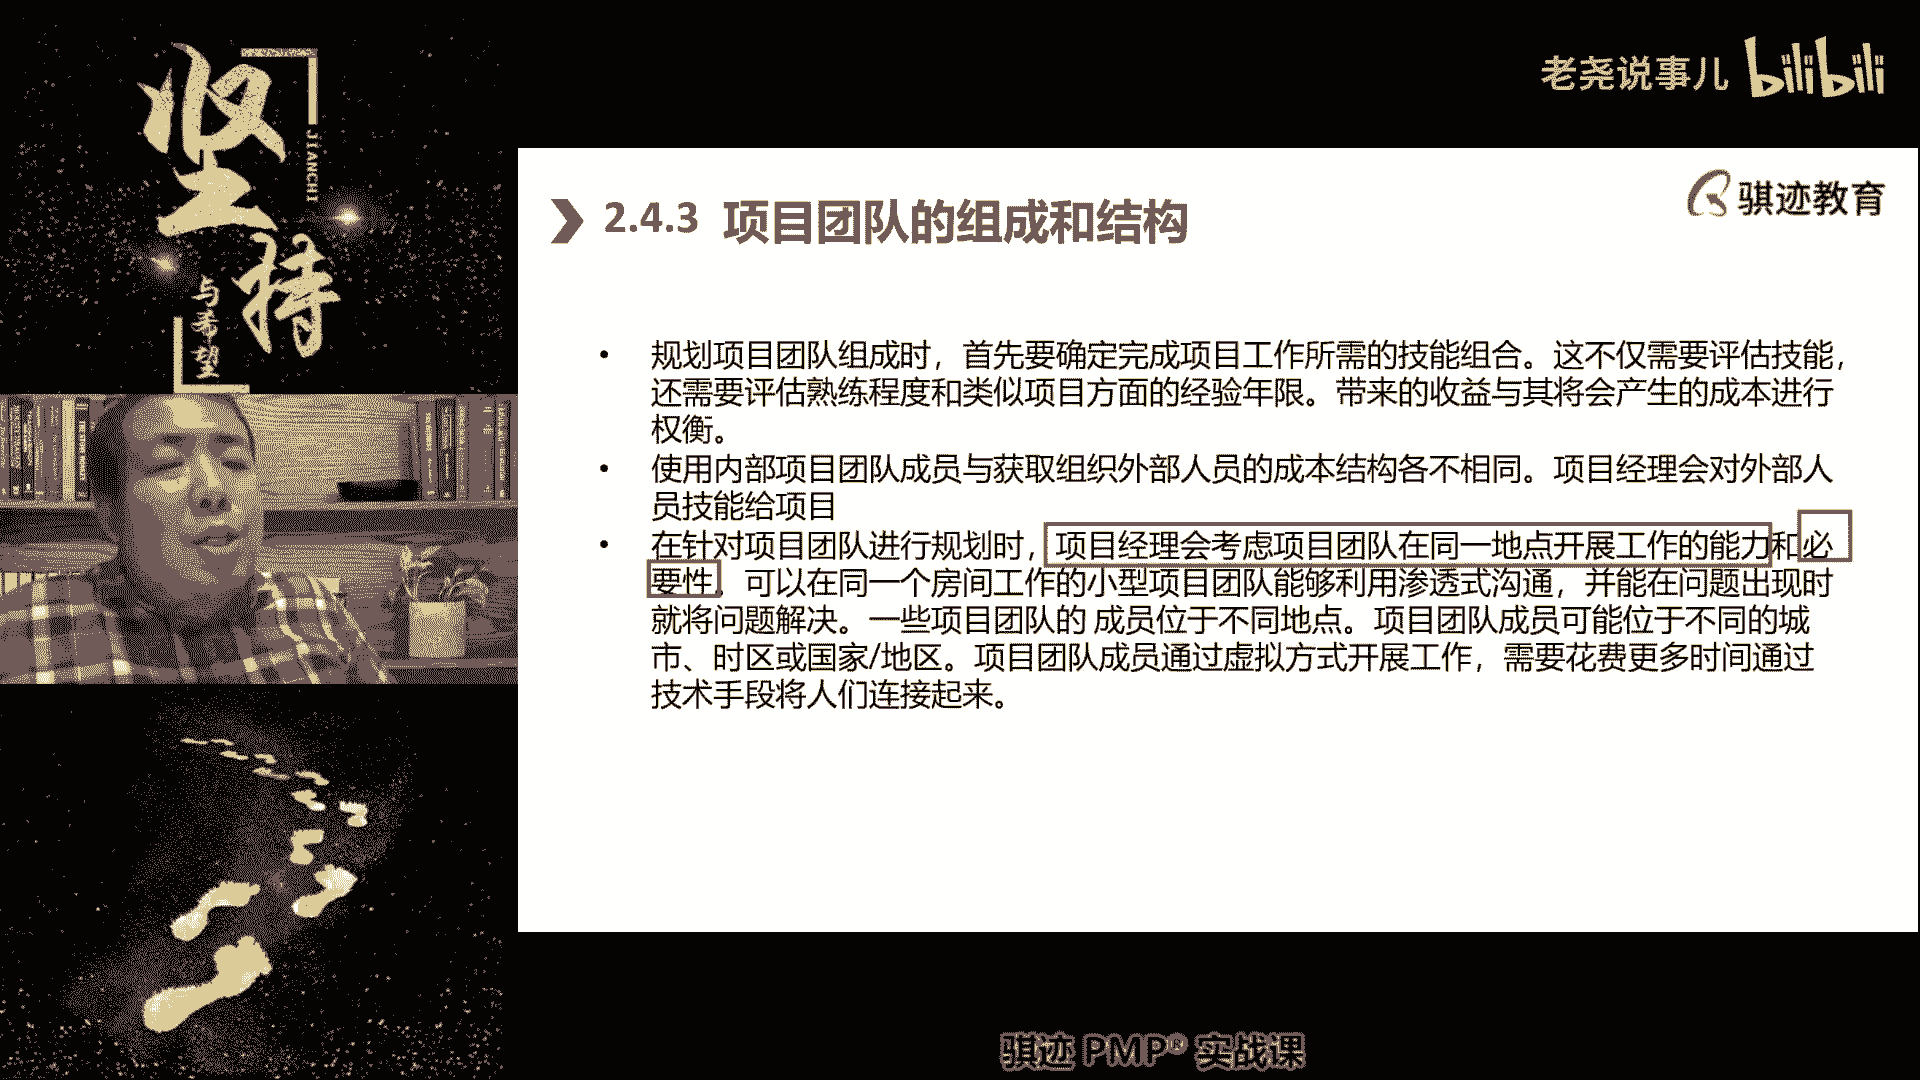 坚持
JIANCHI
与希望
老尧说事儿 bilibili
骐迹教育
2.4.3 项目团队的组成和结构
• 规划项目团队组成时，首先要确定完成项目工作所需的技能组合。这不仅需要评估技能，
还需要评估熟练程度和类似项目方面的经验年限。带来的收益与其将会产生的成本进行
权衡。
• 使用内部项目团队成员与获取组织外部人员的成本结构各不相同。项目经理会对外部人
员技能给项目
• 在针对项目团队进行规划时，项目经理会考虑项目团队在同一地点开展工作的能力和必
要性。可以在同一个房间工作的小型项目团队能够利用渗透式沟通，并能在问题出现时
就将问题解决。一些项目团队的 成员位于不同地点。项目团队成员可能位于不同的城
市、时区或国家/地区。项目团队成员通过虚拟方式开展工作，需要花费更多时间通过
技术手段将人们连接起来。
骐迹 PMP® 实战课